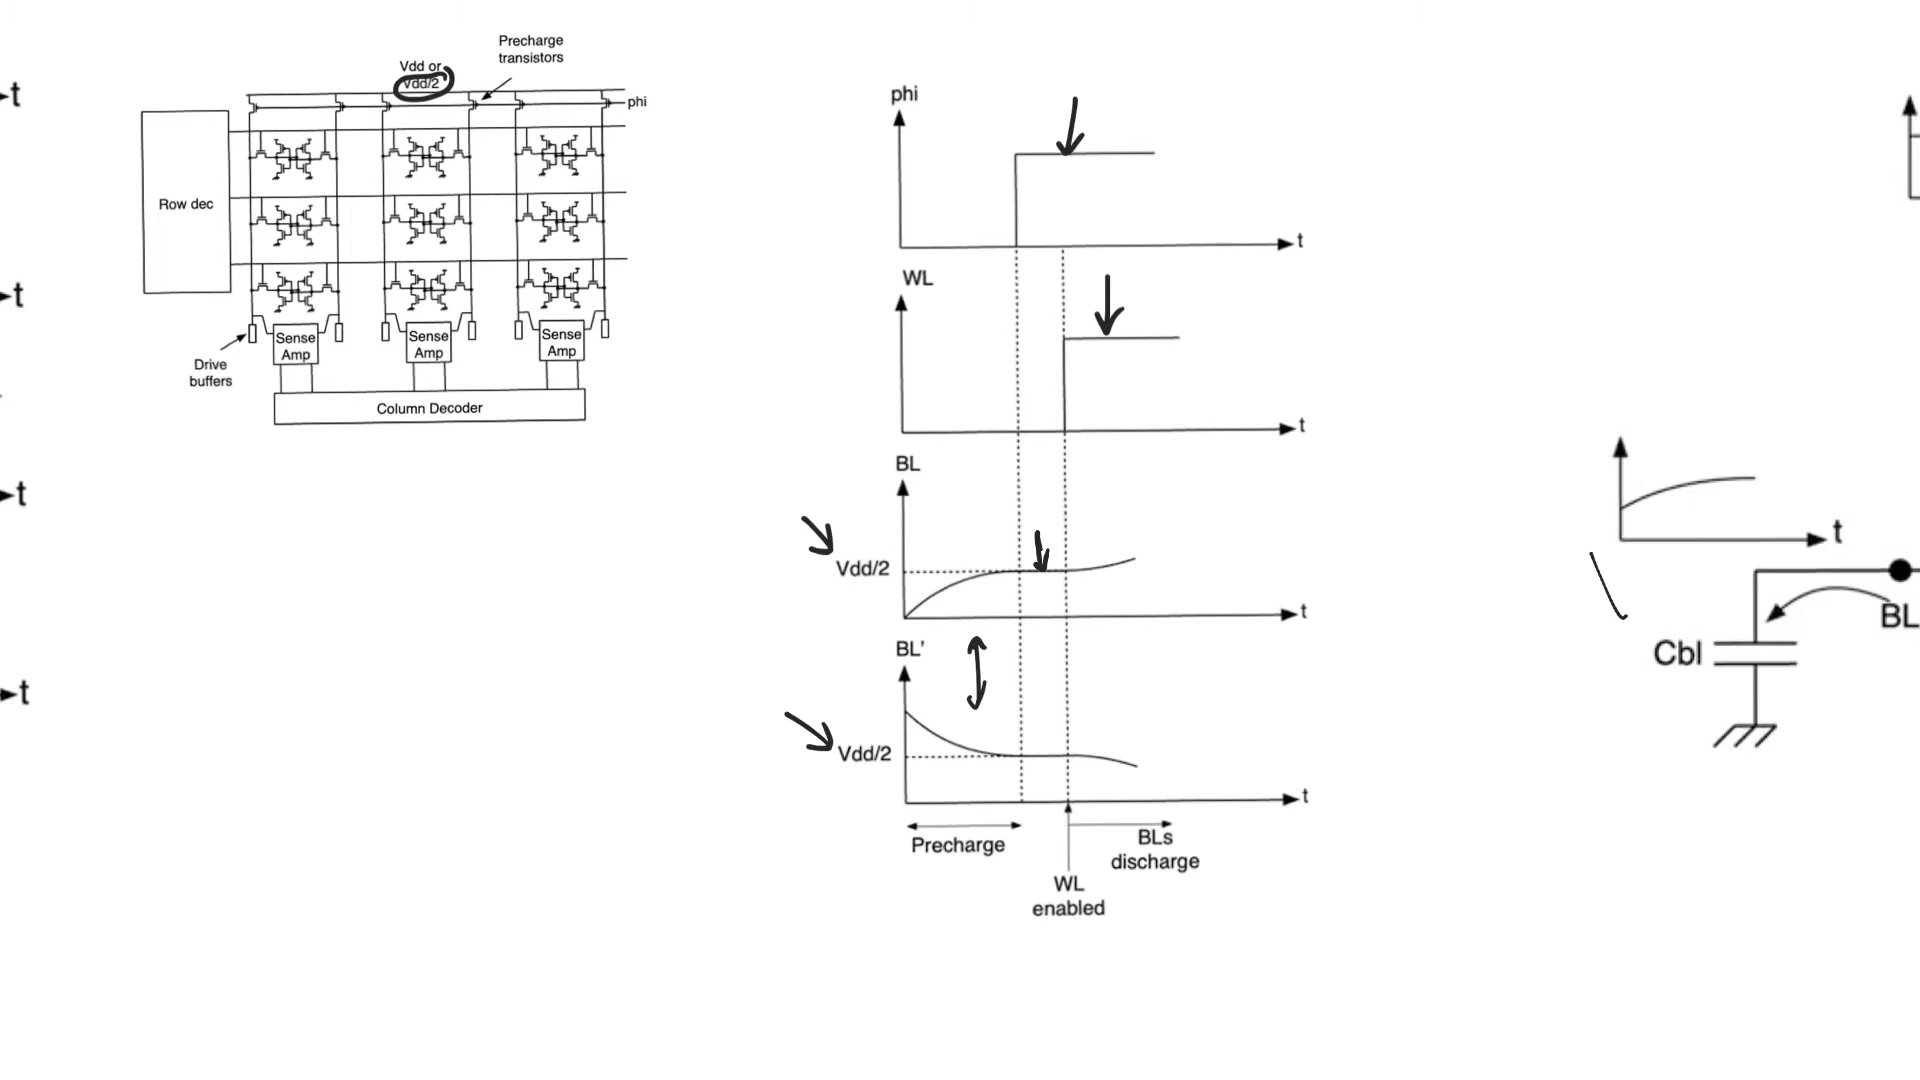 t
t
t
t
Precharge
transistors
Vdd or
Vdd/2
phi
Row dec
Sense
Amp
Sense
Amp
Sense
Amp
Drive
buffers
Column Decoder
phi
t
WL
t
BL
Vdd/2
t
BL'
Vdd/2
t
Precharge
BLs
discharge
WL
enabled
t
BL
Cbl